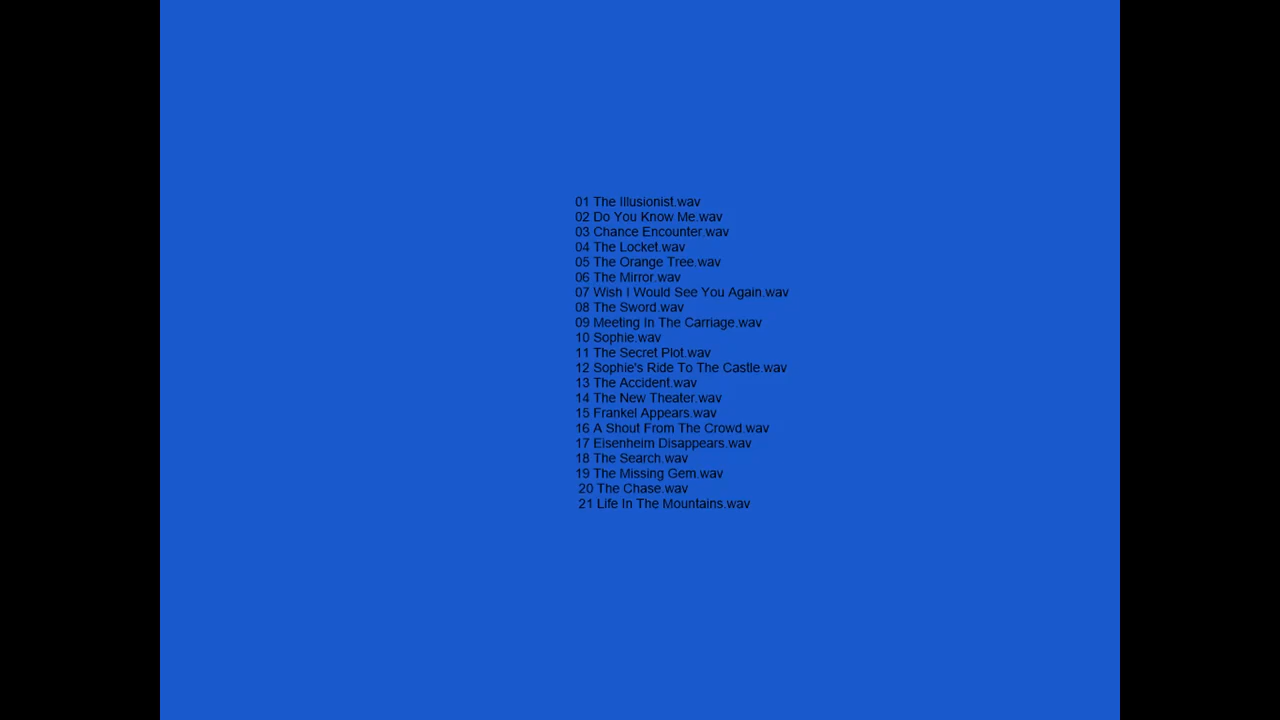 01 The Illusionist.wav
02 Do You Know Me.wav
03 Chance Encounter.wav
04 The Locket.wav
05 The Orange Tree.wav
06 The Mirror.wav
07 Wish I Would See You Again.wav
08 The Sword.wav
09 Meeting In The Carriage.wav
10 Sophie.wav
11 The Secret Plot.wav
12 Sophie's Ride To The Castle.wav
13 The Accident.wav
14 The New Theater.wav
15 Frankel Appears.wav
16 A Shout From The Crowd.wav
17 Eisenheim Disappears.wav
18 The Search.wav
19 The Missing Gem.wav
20 The Chase.wav
21 Life In The Mountains.wav